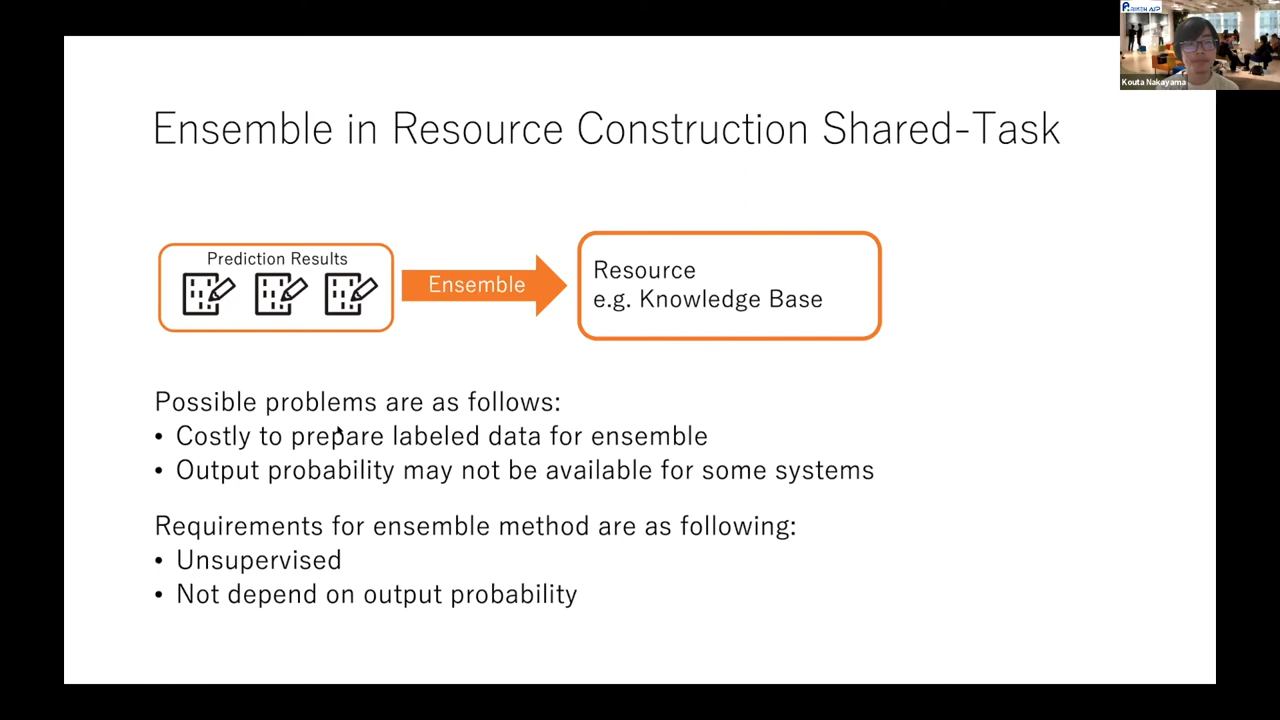 RIKEN AIP
Kouta Nakayama
Ensemble in Resource Construction Shared-Task
Prediction Results
Ensemble
Resource
e.g. Knowledge Base
Possible problems are as follows:
• Costly to prepare labeled data for ensemble
• Output probability may not be available for some systems
Requirements for ensemble method are as following:
• Unsupervised
• Not depend on output probability